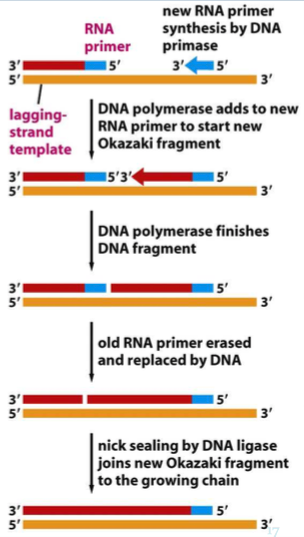 new RNA primer
synthesis by DNA
primase
RNA
primer
3′ 5′ 3′ 5′
5′ 3′
lagging-
strand
template
DNA polymerase adds to new
RNA primer to start new
Okazaki fragment
3′ 5′3′ 5′
5′ 3′
DNA polymerase finishes
DNA fragment
3′ 5′
5′ 3′
old RNA primer erased
and replaced by DNA
3′ 5′
5′ 3′
nick sealing by DNA ligase
joins new Okazaki fragment
to the growing chain
3′ 5′
5′ 3′
17